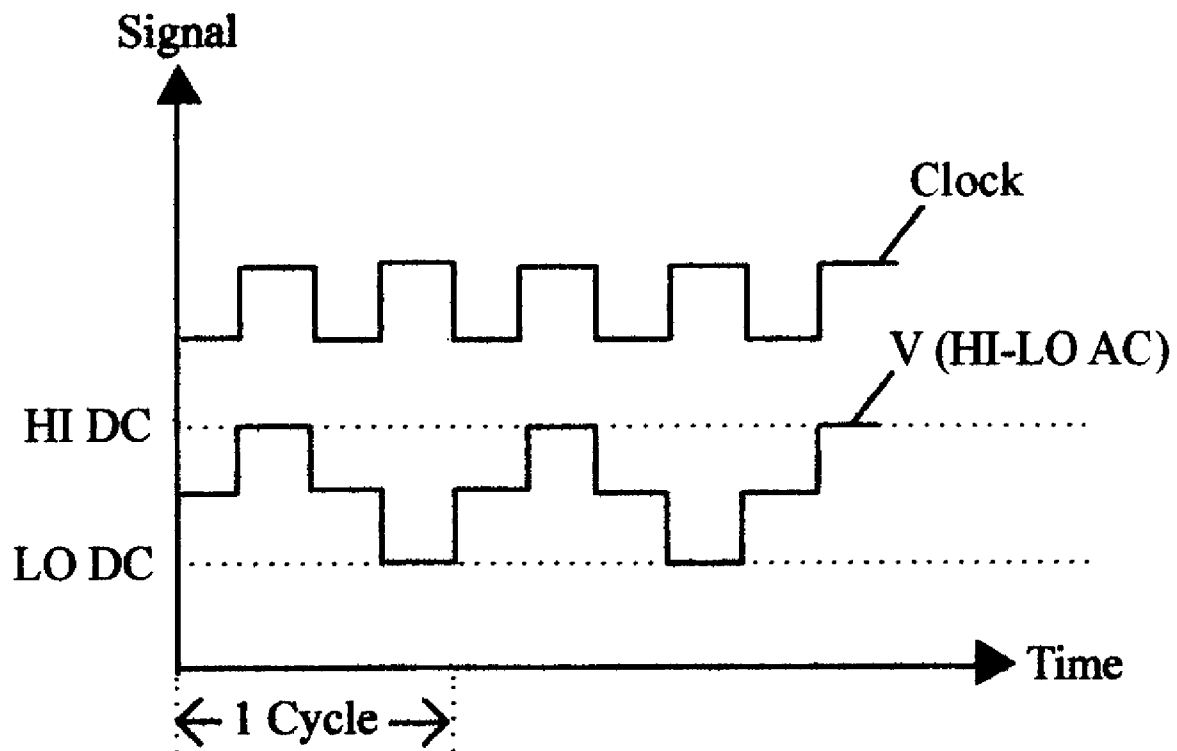 Signal
Clock
V (HI-LO AC)
HI DC
LO DC
Time
1 Cycle